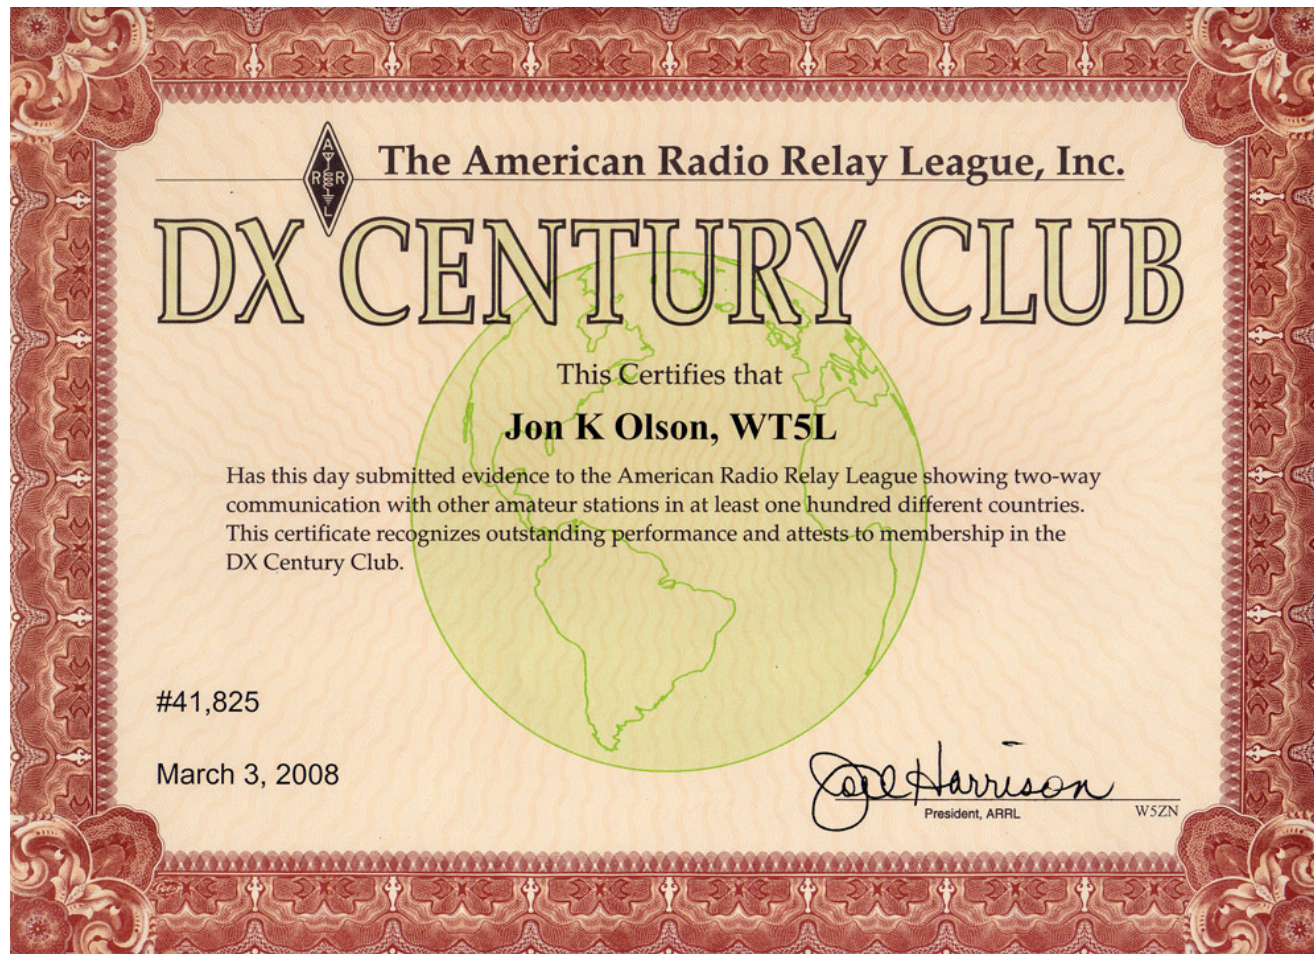 A
R R
L
The American Radio Relay League, Inc.
DX CENTURY CLUB
This Certifies that
Jon K Olson, WT5L
Has this day submitted evidence to the American Radio Relay League showing two-way
communication with other amateur stations in at least one hundred different countries.
This certificate recognizes outstanding performance and attests to membership in the
DX Century Club.
#41,825
March 3, 2008
Joel Harrison
President, ARRL W5ZN